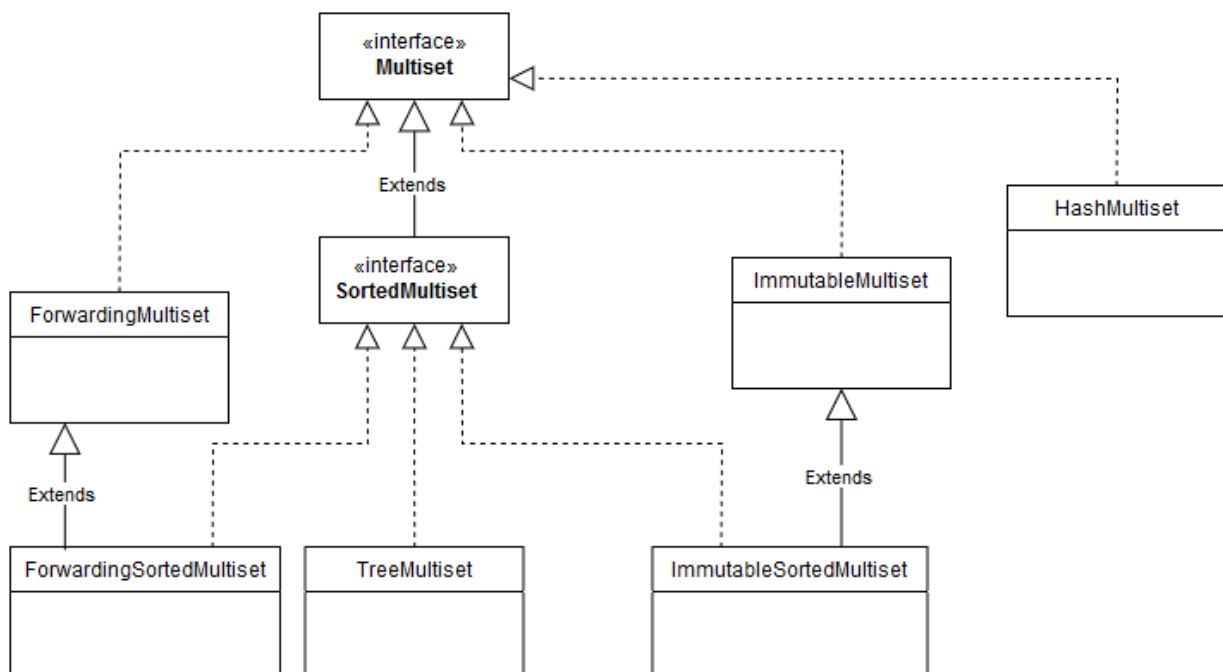 «interface»
Multiset
Extends
HashMultiset
«interface»
SortedMultiset
ImmutableMultiset
ForwardingMultiset
Extends
Extends
ForwardingSortedMultiset
TreeMultiset
ImmutableSortedMultiset